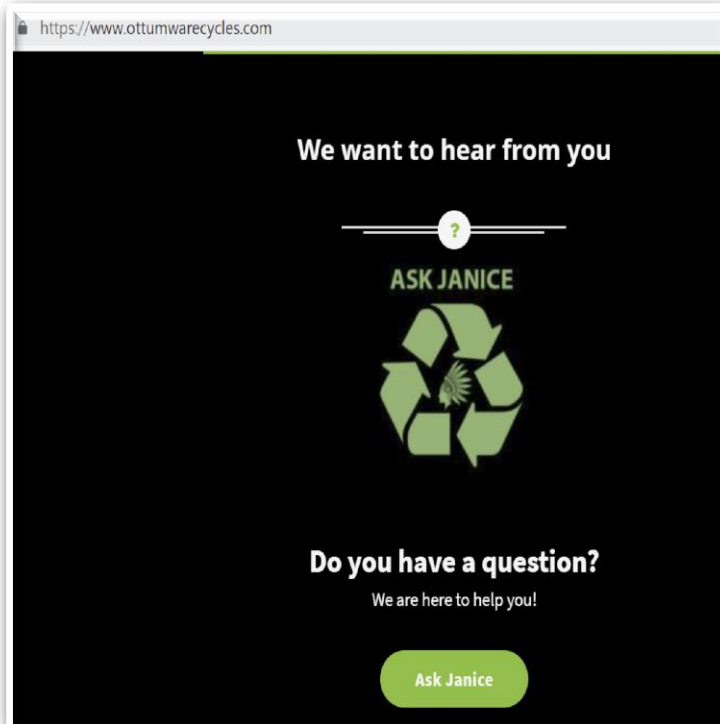 https://www.ottumwarecycles.com
We want to hear from you
?
ASK JANICE
Do you have a question?
We are here to help you!
Ask Janice